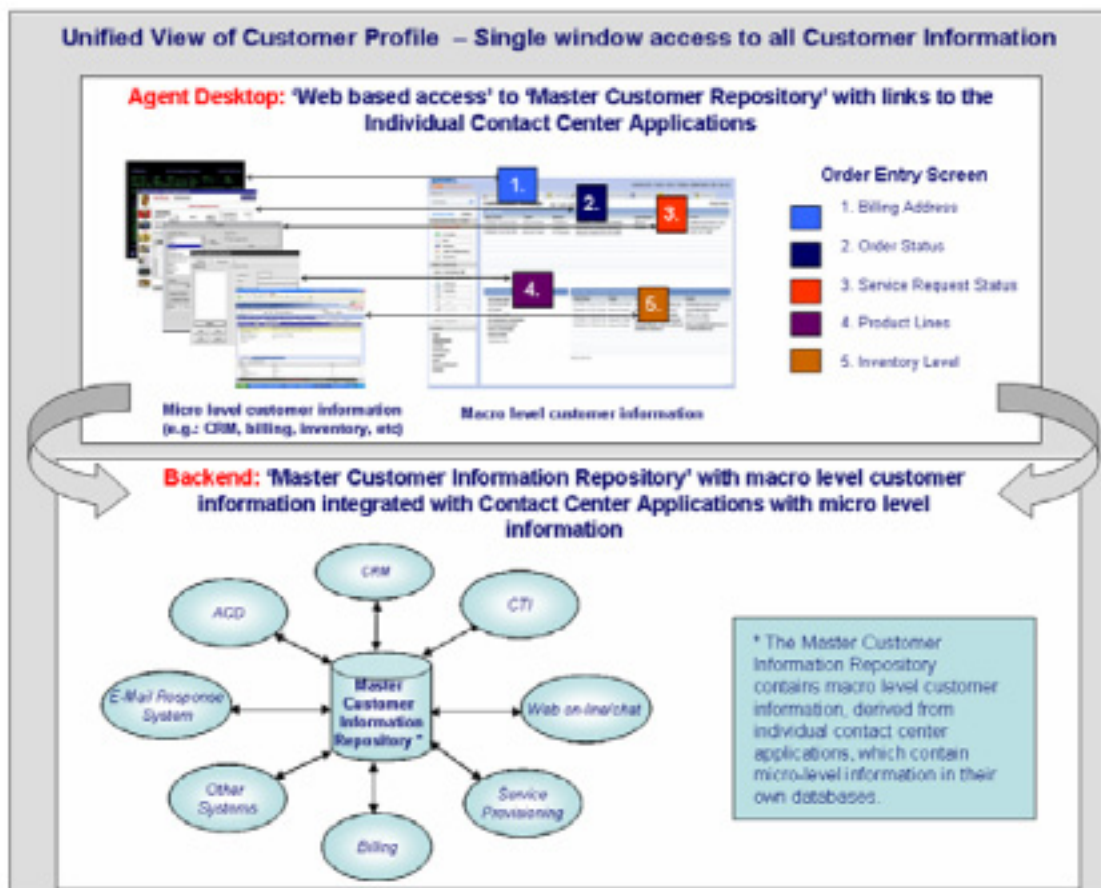 Unified View of Customer Profile – Single window access to all Customer Information
Agent Desktop: ‘Web based access’ to ‘Master Customer Repository’ with links to the
Individual Contact Center Applications
1.
2.
3.
4.
5.
Order Entry Screen
1. Billing Address
2. Order Status
3. Service Request Status
4. Product Lines
5. Inventory Level
Micro level customer information
(e.g.: CRM, billing, inventory, etc)
Macro level customer information
Backend: ‘Master Customer Information Repository’ with macro level customer
information integrated with Contact Center Applications with micro level
information
CRM
ACD
CTI
E-Mail Response
System
Master
Customer
Information
Repository *
Web on-line/chat
Other
Systems
Service
Provisioning
Billing
* The Master Customer
Information Repository
contains macro level customer
information, derived from
individual contact center
applications, which contain
micro-level information in their
own databases.